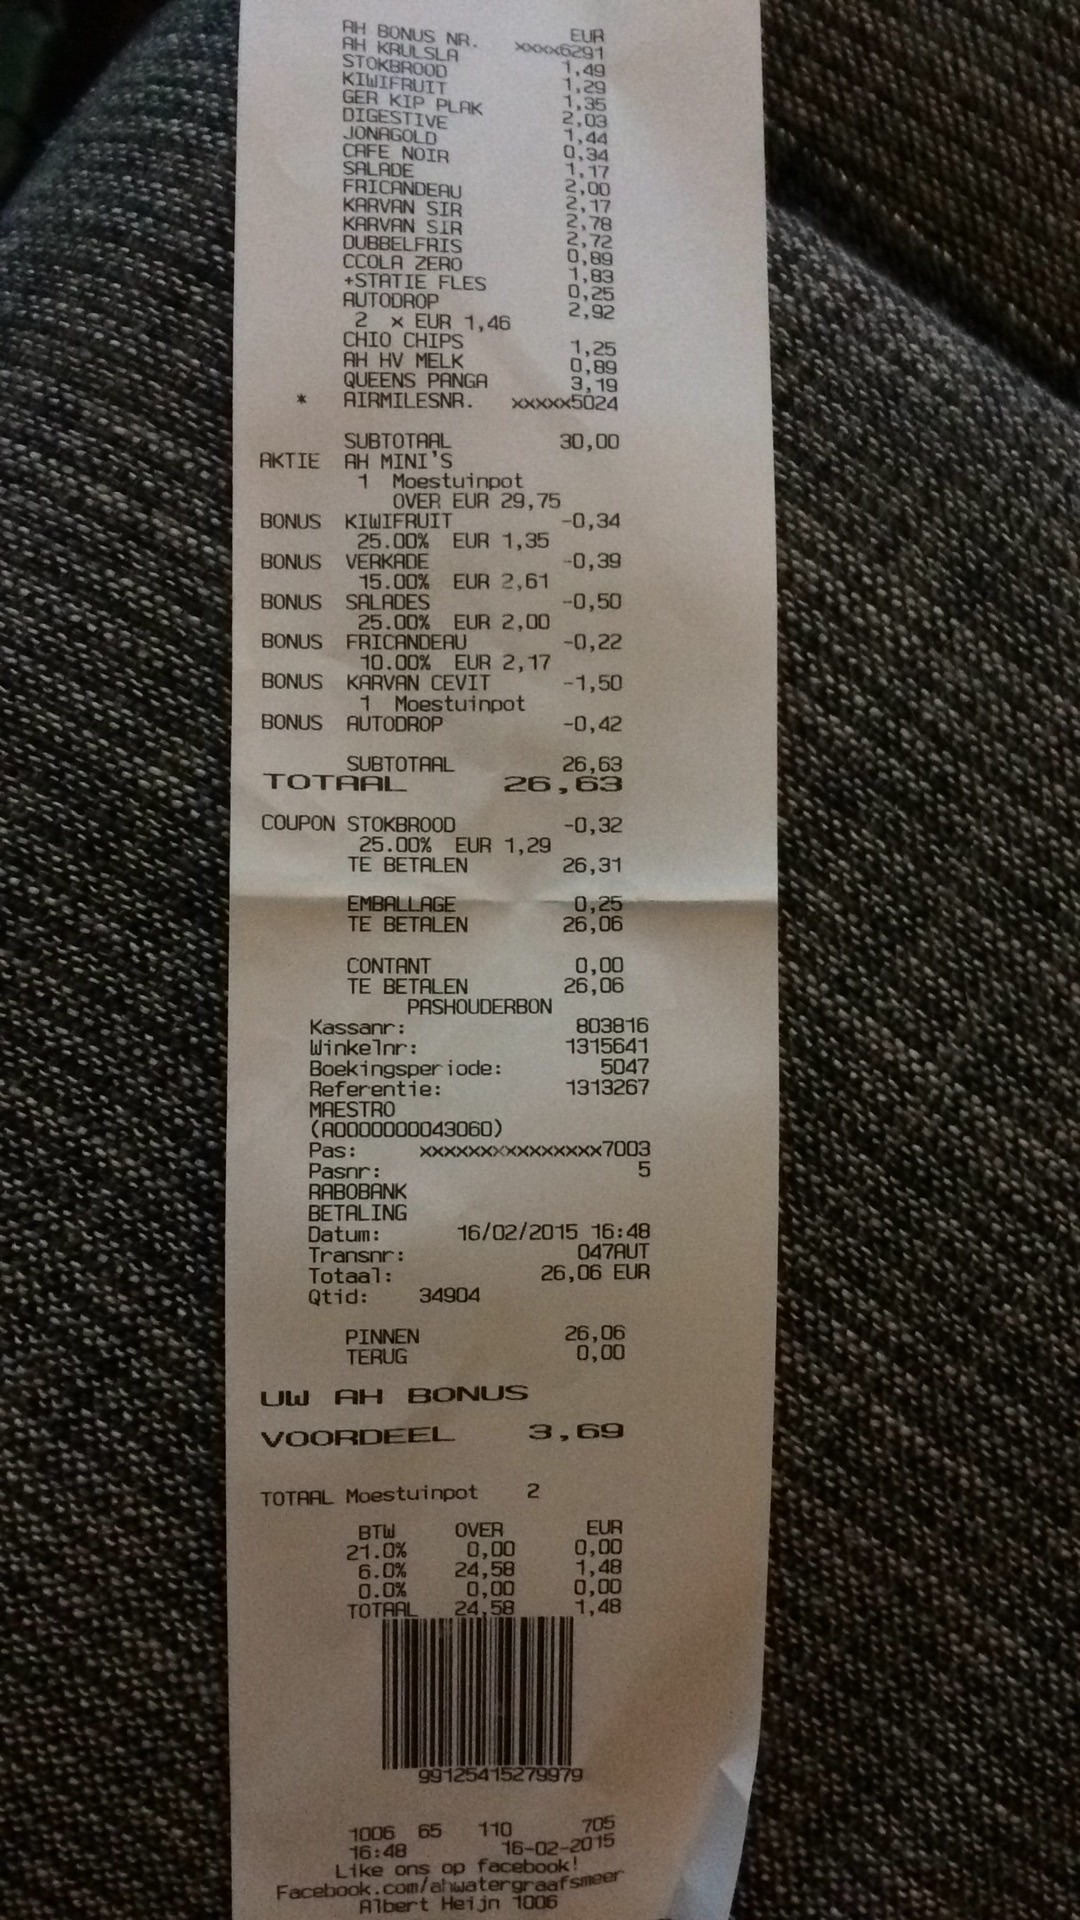 EUR
AH BONUS NR. xxxx6291
AH KRULSLA 1,49
STOKBROOD 1,29
KIWIFRUIT 1,35
GER KIP PLAK 2,03
DIGESTIVE 1,44
JONAGOLD 0,34
CAFE NOIR 1,17
SALADE 2,00
FRICANDEAU 2,17
KARVAN SIR 2,78
KARVAN SIR 2,72
DUBBELFRIS 0,89
CCOLA ZERO 1,83
+STATIE FLES 0,25
AUTODROP 2,92
2 x EUR 1,46
CHIO CHIPS 1,25
AH HV MELK 0,89
QUEENS PANGA 3,19
* AIRMILESNR. xxxxx5024
SUBTOTAAL 30,00
AKTIE AH MINI'S
1 Moestuinpot
OVER EUR 29,75
BONUS KIWIFRUIT -0,34
25.00% EUR 1,35
BONUS VERKADE -0,39
15.00% EUR 2,61
BONUS SALADES -0,50
25.00% EUR 2,00
BONUS FRICANDEAU -0,22
10.00% EUR 2,17
BONUS KARVAN CEVIT -1,50
1 Moestuinpot
BONUS AUTODROP -0,42
SUBTOTAAL 26,63
TOTAAL 26,63
COUPON STOKBROOD -0,32
25.00% EUR 1,29
TE BETALEN 26,31
EMBALLAGE 0,25
TE BETALEN 26,06
CONTANT 0,00
TE BETALEN 26,06
PASHOUDERBON
Kassanr: 803816
Winkelnr: 1315641
Boekingsperiode: 5047
Referentie: 1313267
MAESTRO
(A0000000043060)
Pas: xxxxxxxxxxxxxxx7003
Pasnr: 5
RABOBANK
BETALING
Datum: 16/02/2015 16:48
Transnr: 047AUT
Totaal: 26,06 EUR
Qtid: 34904
PINNEN 26,06
TERUG 0,00
UW AH BONUS
VOORDEEL 3,69
TOTAAL Moestuinpot 2
BTW OVER EUR
21.0% 0,00 0,00
6.0% 24,58 1,48
0.0% 0,00 0,00
TOTAAL 24,58 1,48
99125415279979
1006 65 110 705
16:48 16-02-2015
Like ons op facebook!
Facebook.com/ahwatergraafsmeer
Albert Heijn 1006